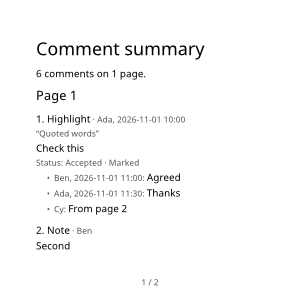 Comment summary
6 comments on 1 page.
Page 1
1. Highlight · Ada, 2026-11-01 10:00
“Quoted words”
Check this
Status: Accepted · Marked
• Ben, 2026-11-01 11:00: Agreed
• Ada, 2026-11-01 11:30: Thanks
• Cy: From page 2
2. Note · Ben
Second
1 / 2